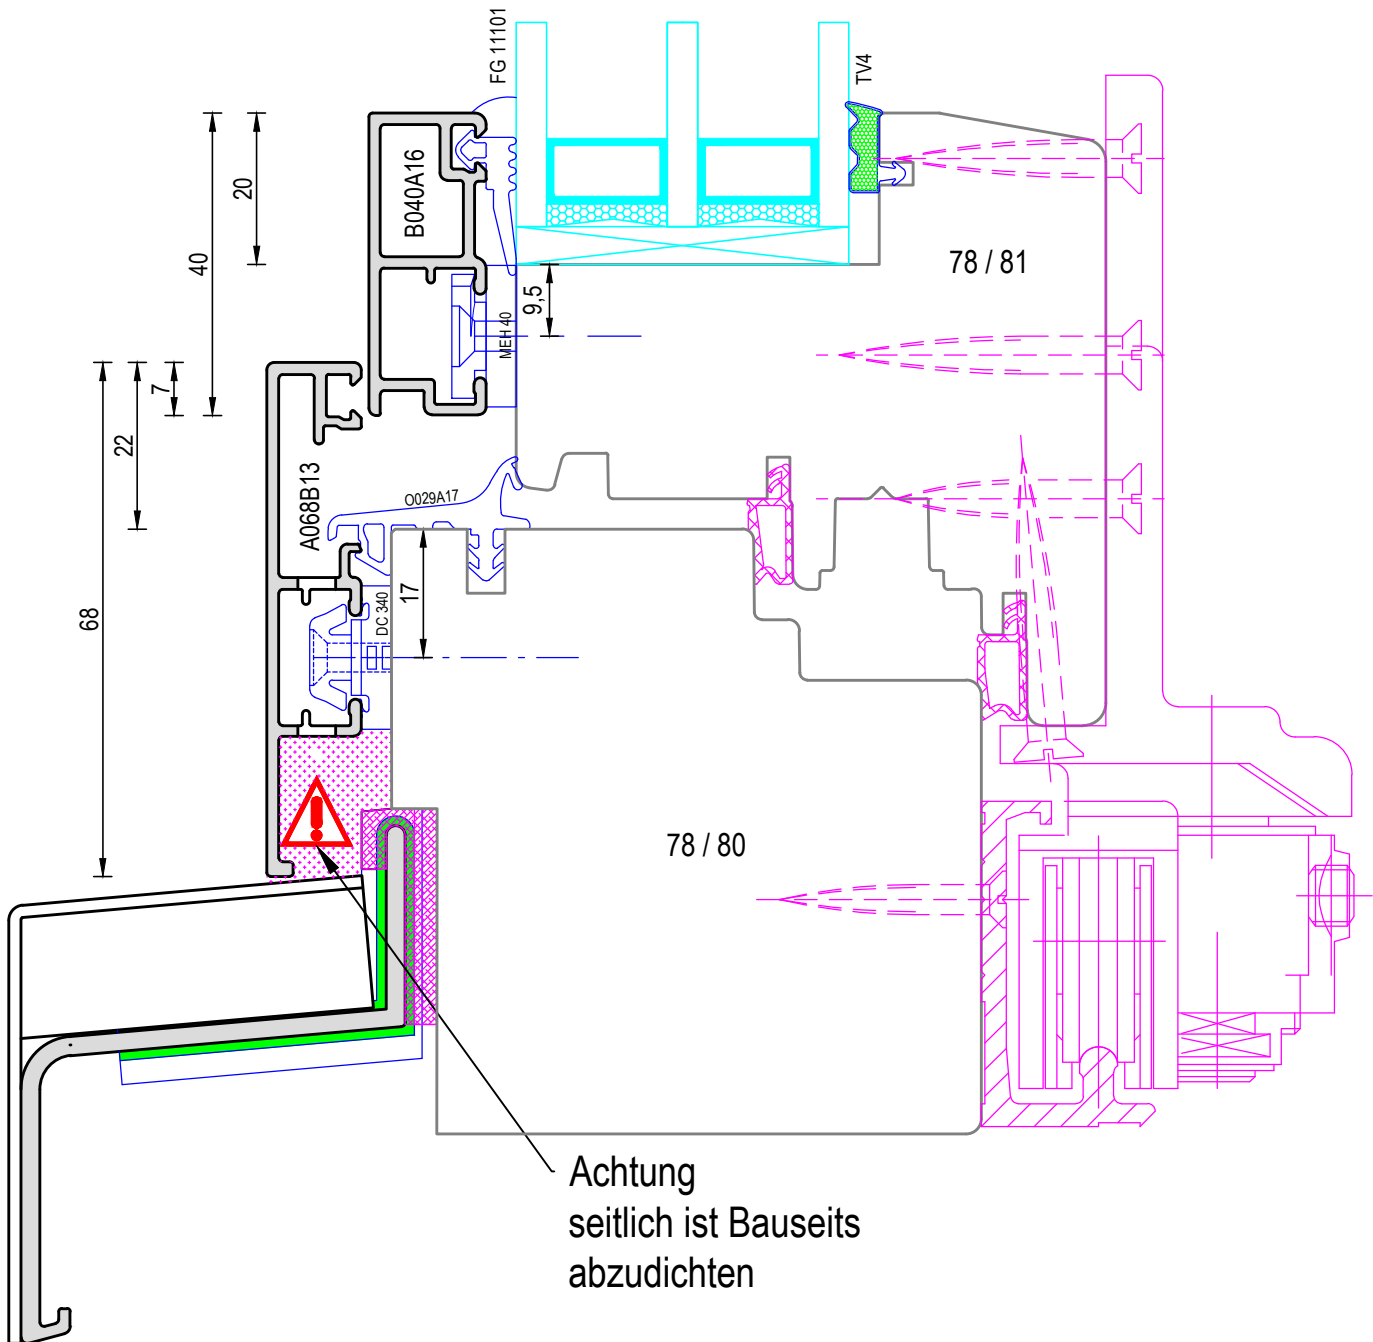 FG 11101
TV4
B040A16
20
40
78 / 81
9,5
MEH 40
7
22
A068B13
O029A17
68
17
DC 340
78 / 80
Achtung
seitlich ist Bauseits
abzudichten